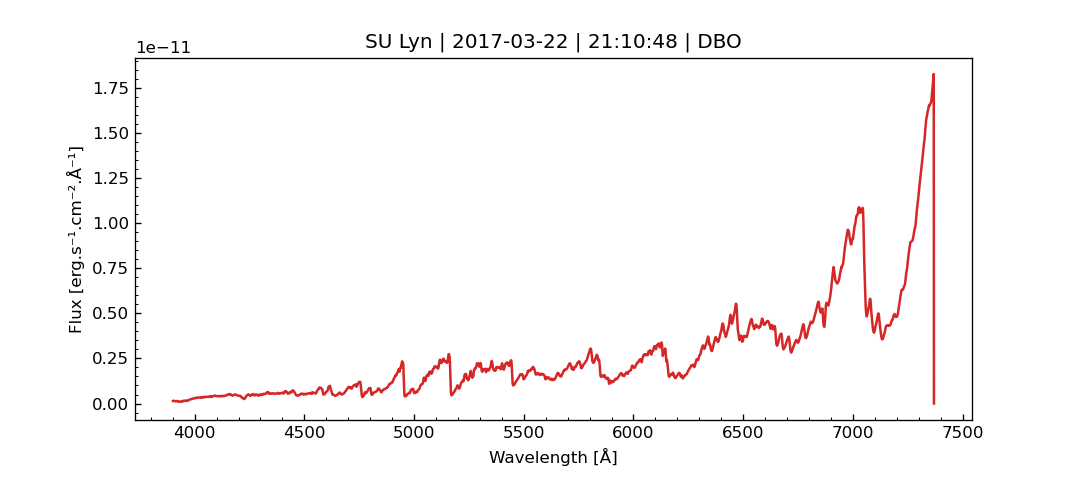 SU Lyn | 2017-03-22 | 21:10:48 | DBO
1e−11
1.75
1.50
1.25
1.00
0.75
0.50
0.25
0.00
Flux [erg.s⁻¹.cm⁻².Å⁻¹]
4000 4500 5000 5500 6000 6500 7000 7500
Wavelength [Å]